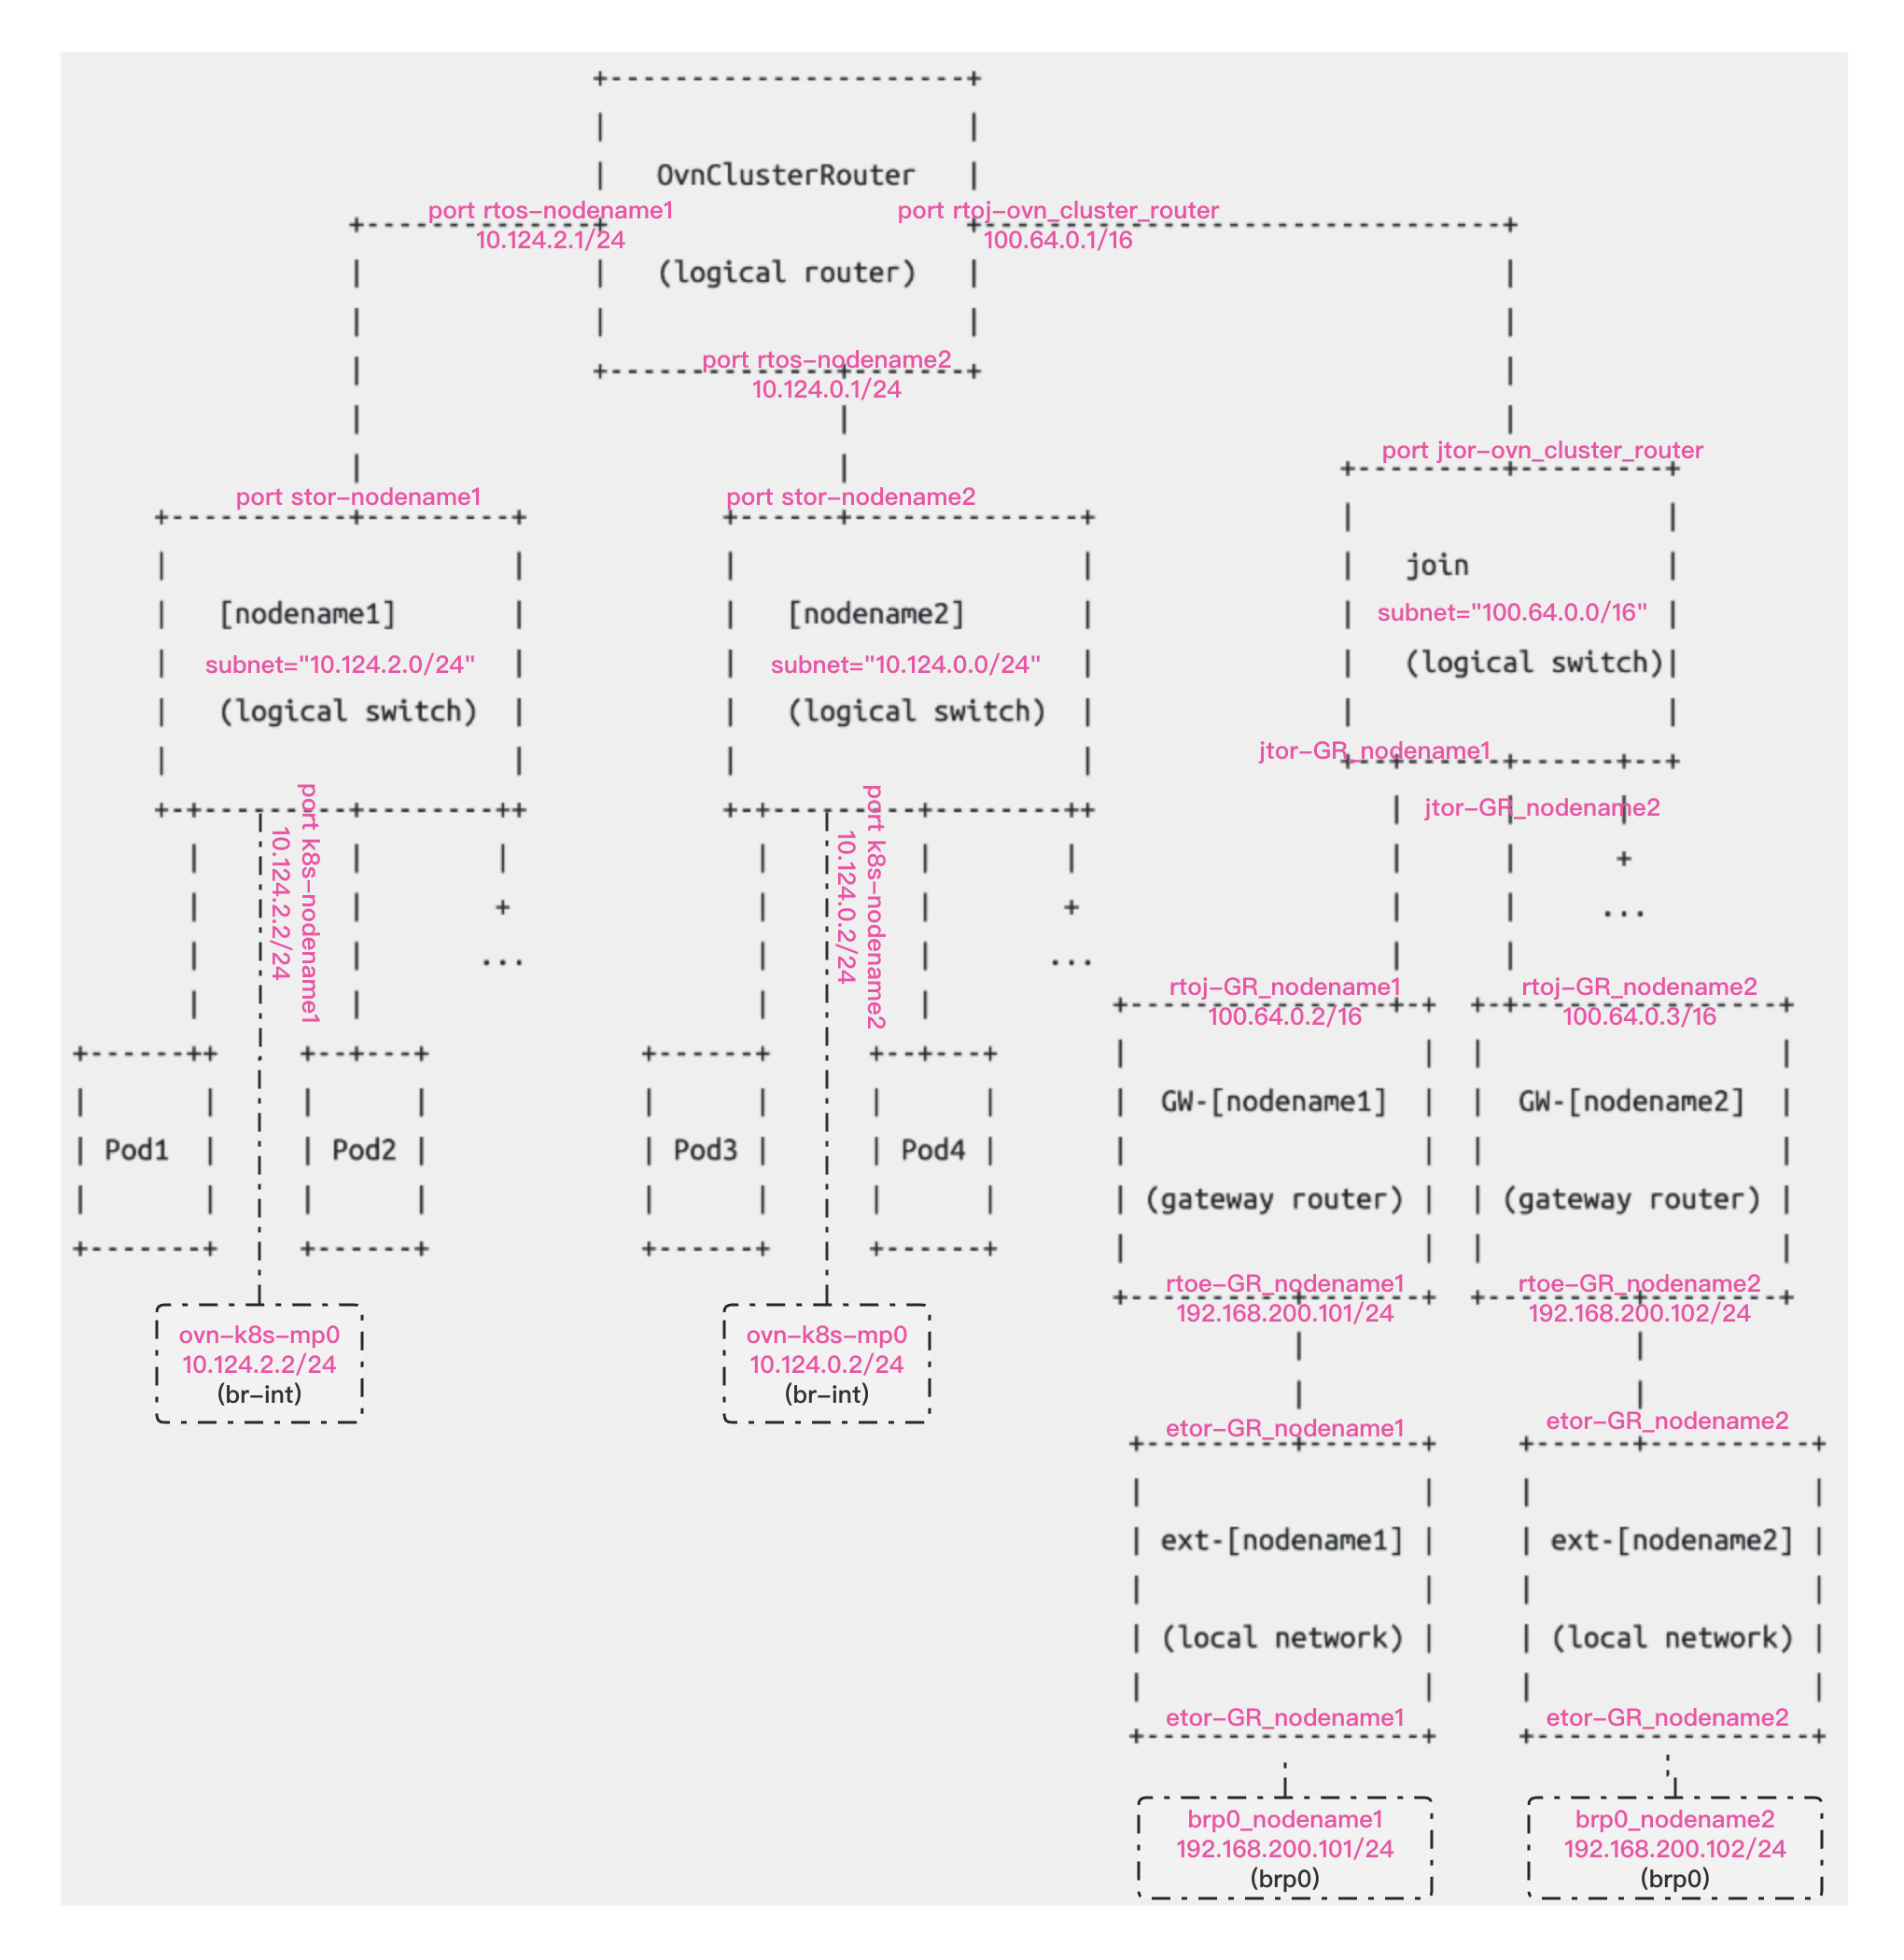 OvnClusterRouter
port rtos-nodename1
10.124.2.1/24
port rtoj-ovn_cluster_router
100.64.0.1/16
(logical router)
port rtos-nodename2
10.124.0.1/24
port stor-nodename1
[nodename1]
subnet="10.124.2.0/24"
(logical switch)
port stor-nodename2
[nodename2]
subnet="10.124.0.0/24"
(logical switch)
port jtor-ovn_cluster_router
join
subnet="100.64.0.0/16"
(logical switch)
jtor-GR_nodename1
jtor-GR_nodename2
...
port k8s-nodename1
10.124.2.2/24
...
port k8s-nodename2
10.124.0.2/24
...
Pod1
Pod2
Pod3
Pod4
ovn-k8s-mp0
10.124.2.2/24
(br-int)
ovn-k8s-mp0
10.124.0.2/24
(br-int)
rtoj-GR_nodename1
100.64.0.2/16
GW-[nodename1]
(gateway router)
rtoe-GR_nodename1
192.168.200.101/24
rtoj-GR_nodename2
100.64.0.3/16
GW-[nodename2]
(gateway router)
rtoe-GR_nodename2
192.168.200.102/24
etor-GR_nodename1
ext-[nodename1]
(local network)
etor-GR_nodename1
etor-GR_nodename2
ext-[nodename2]
(local network)
etor-GR_nodename2
brp0_nodename1
192.168.200.101/24
(brp0)
brp0_nodename2
192.168.200.102/24
(brp0)